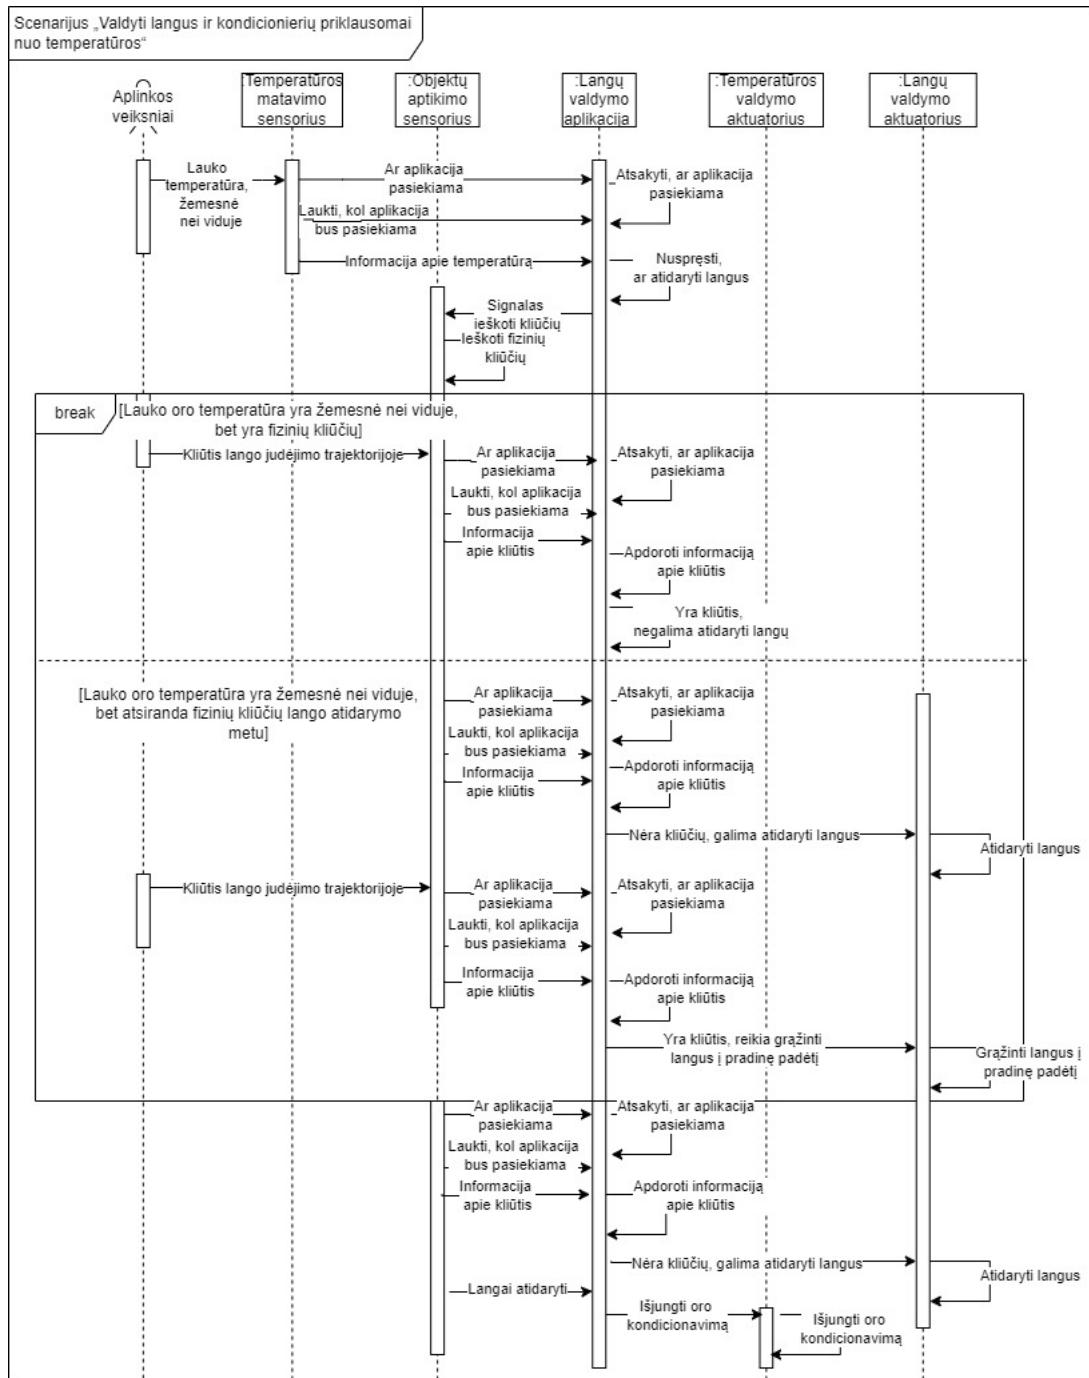 Scenarijus „Valdyti langus ir kondicionierių priklausomai
nuo temperatūros“
Aplinkos
veiksniai
:Temperatūros
matavimo
sensorius
:Objektų
aptikimo
sensorius
:Langų
valdymo
aplikacija
:Temperatūros
valdymo
aktuatorius
:Langų
valdymo
aktuatorius
Lauko
temperatūra,
žemesnė
nei viduje
Ar aplikacija
pasiekiama
Atsakyti, ar aplikacija
pasiekiama
Laukti, kol aplikacija
bus pasiekiama
Informacija apie temperatūrą
Nuspręsti,
ar atidaryti langus
Signalas
ieškoti kliūčių
Ieškoti fizinių
kliūčių
break
[Lauko oro temperatūra yra žemesnė nei viduje,
bet yra fizinių kliūčių]
Kliūtis lango judėjimo trajektorijoje
Ar aplikacija
pasiekiama
Atsakyti, ar aplikacija
pasiekiama
Laukti, kol aplikacija
bus pasiekiama
Informacija
apie kliūtis
Apdoroti informaciją
apie kliūtis
Yra kliūtis,
negalima atidaryti langų
[Lauko oro temperatūra yra žemesnė nei viduje,
bet atsiranda fizinių kliūčių lango atidarymo
metu]
Ar aplikacija
pasiekiama
Atsakyti, ar aplikacija
pasiekiama
Laukti, kol aplikacija
bus pasiekiama
Informacija
apie kliūtis
Apdoroti informaciją
apie kliūtis
Nėra kliūčių, galima atidaryti langus
Atidaryti langus
Kliūtis lango judėjimo trajektorijoje
Ar aplikacija
pasiekiama
Atsakyti, ar aplikacija
pasiekiama
Laukti, kol aplikacija
bus pasiekiama
Informacija
apie kliūtis
Apdoroti informaciją
apie kliūtis
Yra kliūtis, reikia grąžinti
langus į pradinę padėtį
Grąžinti langus į
pradinę padėtį
Ar aplikacija
pasiekiama
Atsakyti, ar aplikacija
pasiekiama
Laukti, kol aplikacija
bus pasiekiama
Informacija
apie kliūtis
Apdoroti informaciją
apie kliūtis
Nėra kliūčių, galima atidaryti langus
Atidaryti langus
Langai atidaryti
Išjungti oro
kondicionavimą
Išjungti oro
kondicionavimą